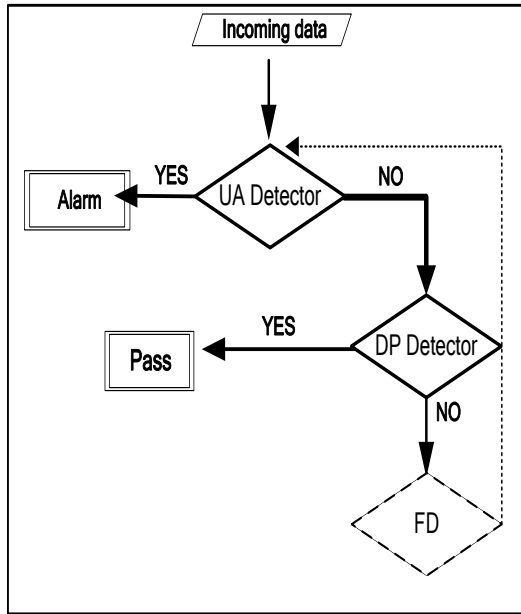 Incoming data
YES
NO
Alarm
UA Detector
YES
DP Detector
Pass
NO
FD